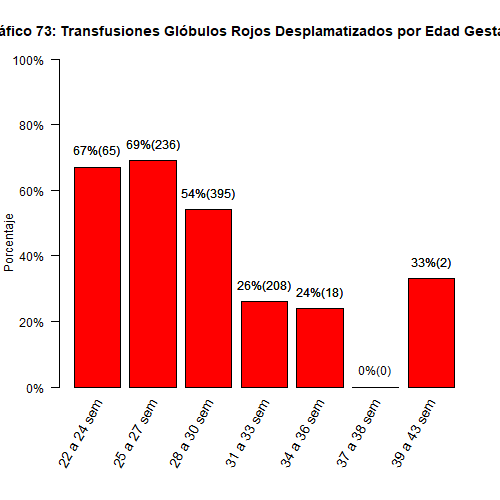 áfico 73: Transfusiones Glóbulos Rojos Desplamatizados por Edad Gesta
Porcentaje
100%
80%
60%
40%
20%
0%
67%(65)
69%(236)
54%(395)
26%(208)
24%(18)
0%(0)
33%(2)
22 a 24 sem
25 a 27 sem
28 a 30 sem
31 a 33 sem
34 a 36 sem
37 a 38 sem
39 a 43 sem